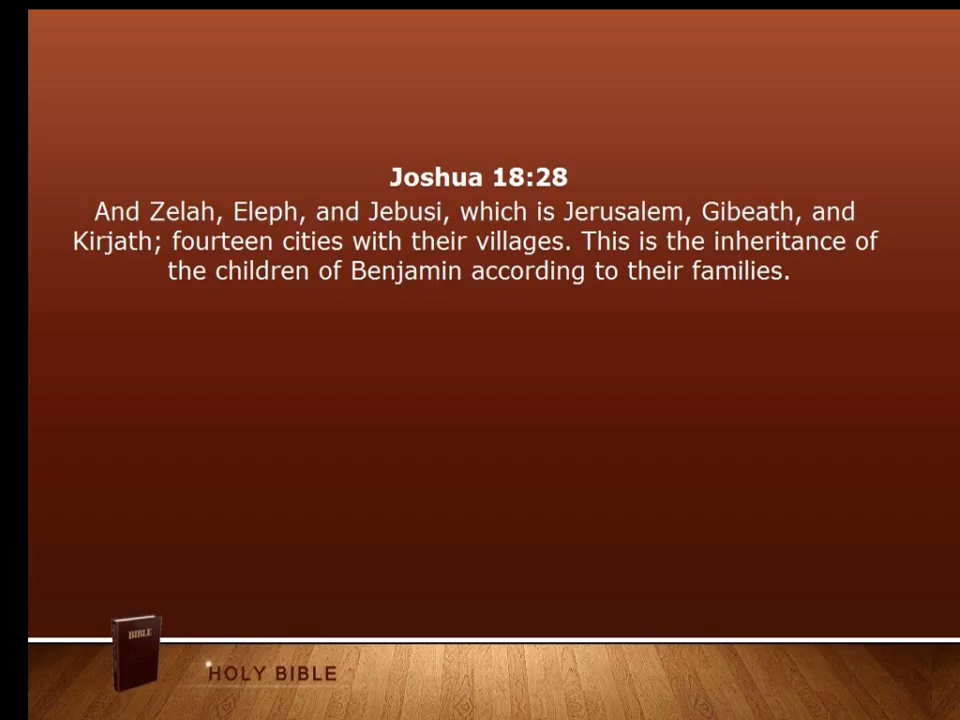 Joshua 18:28
And Zelah, Eleph, and Jebusi, which is Jerusalem, Gibeath, and
Kirjath; fourteen cities with their villages. This is the inheritance of
the children of Benjamin according to their families.
BIBLE
HOLY BIBLE